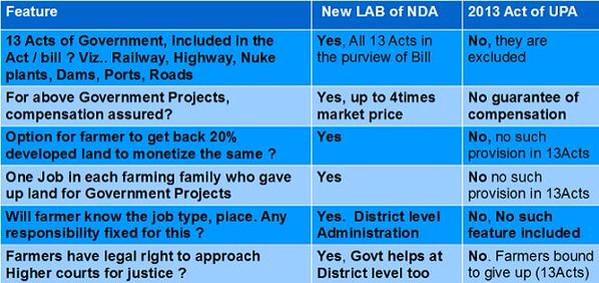 Feature New LAB of NDA 2013 Act of UPA
13 Acts of Government, included in the Yes, All 13 Acts in No, they are
Act / bill ? Viz.. Railway, Highway, Nuke the purview of Bill excluded
plants, Dams, Ports, Roads
For above Government Projects, Yes, up to 4times No guarantee of
compensation assured? market price compensation
Option for farmer to get back 20% Yes No, no such
developed land to monetize the same ? provision in 13Acts
One Job in each farming family who gave Yes No no such
up land for Government Projects provision in 13Acts
Will farmer know the job type, place. Any Yes. District level No, No such
responsibility fixed for this ? Administration feature included
Farmers have legal right to approach Yes, Govt helps at No. Farmers bound
Higher courts for justice ? District level too to give up (13Acts)